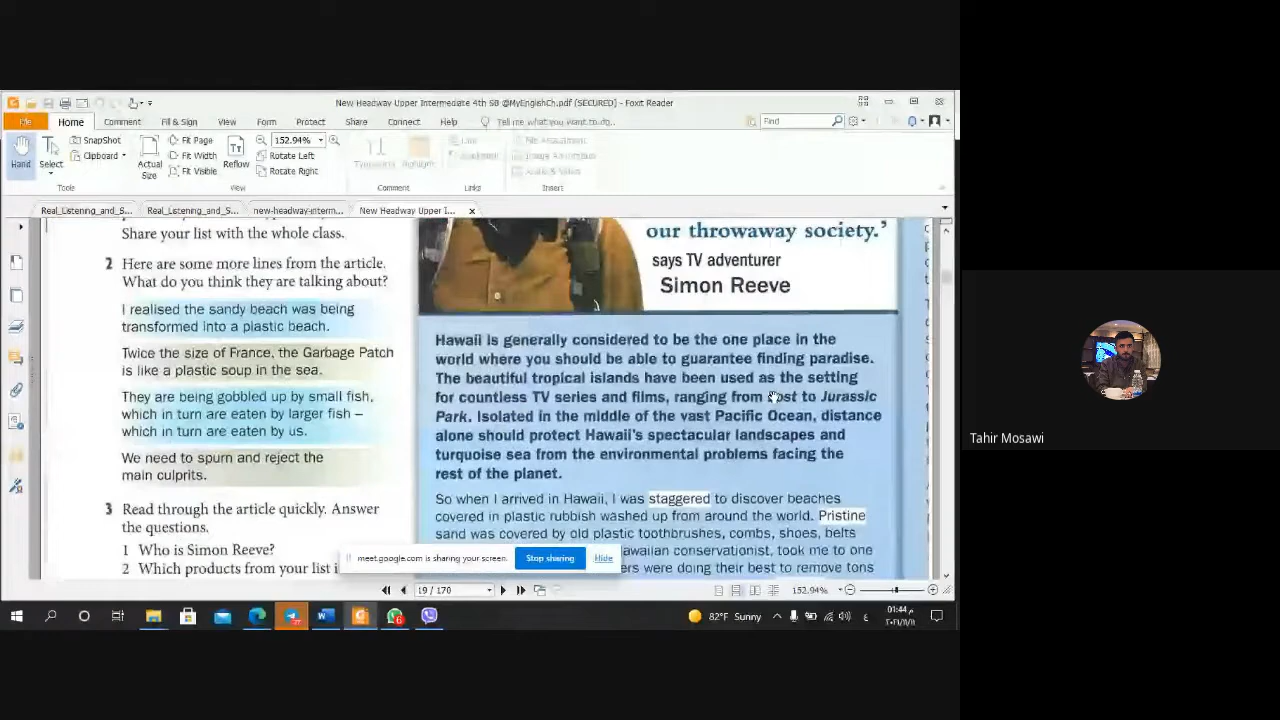 New Headway Upper Intermediate 4th SB @MyEnglishCh.pdf (SECURED) - Foxit Reader
File Home Comment Fill & Sign View Form Protect Share Connect Help Tell me what you want to do.. Find
Hand
Select
SnapShot
Clipboard
Actual Size
Fit Page
Fit Width
Fit Visible
Reflow
152.94%
Rotate Left
Rotate Right
Typewriter
Highlight
Link
Bookmark
File Attachment
Image Annotation
Audio & Video
Tools View Comment Links Insert
Real_Listening_and_S... Real_Listening_and_S... new-headway-interm... New Headway Upper I...
Share your list with the whole class.
2 Here are some more lines from the article.
What do you think they are talking about?
I realised the sandy beach was being
transformed into a plastic beach.
Twice the size of France, the Garbage Patch
is like a plastic soup in the sea.
They are being gobbled up by small fish,
which in turn are eaten by larger fish –
which in turn are eaten by us.
We need to spurn and reject the
main culprits.
3 Read through the article quickly. Answer
the questions.
1 Who is Simon Reeve?
2 Which products from your list
our throwaway society.’
says TV adventurer
Simon Reeve
Hawaii is generally considered to be the one place in the
world where you should be able to guarantee finding paradise.
The beautiful tropical islands have been used as the setting
for countless TV series and films, ranging from Lost to Jurassic
Park. Isolated in the middle of the vast Pacific Ocean, distance
alone should protect Hawaii’s spectacular landscapes and
turquoise sea from the environmental problems facing the
rest of the planet.
So when I arrived in Hawaii, I was staggered to discover beaches
covered in plastic rubbish washed up from around the world. Pristine
sand was covered by old plastic toothbrushes, combs, shoes, belts
awaiian conservationist, took me to one
ers were doing their best to remove tons
meet.google.com is sharing your screen. Stop sharing Hide
19 / 170
152.94%
82°F Sunny
01:44 م
Tahir Mosawi